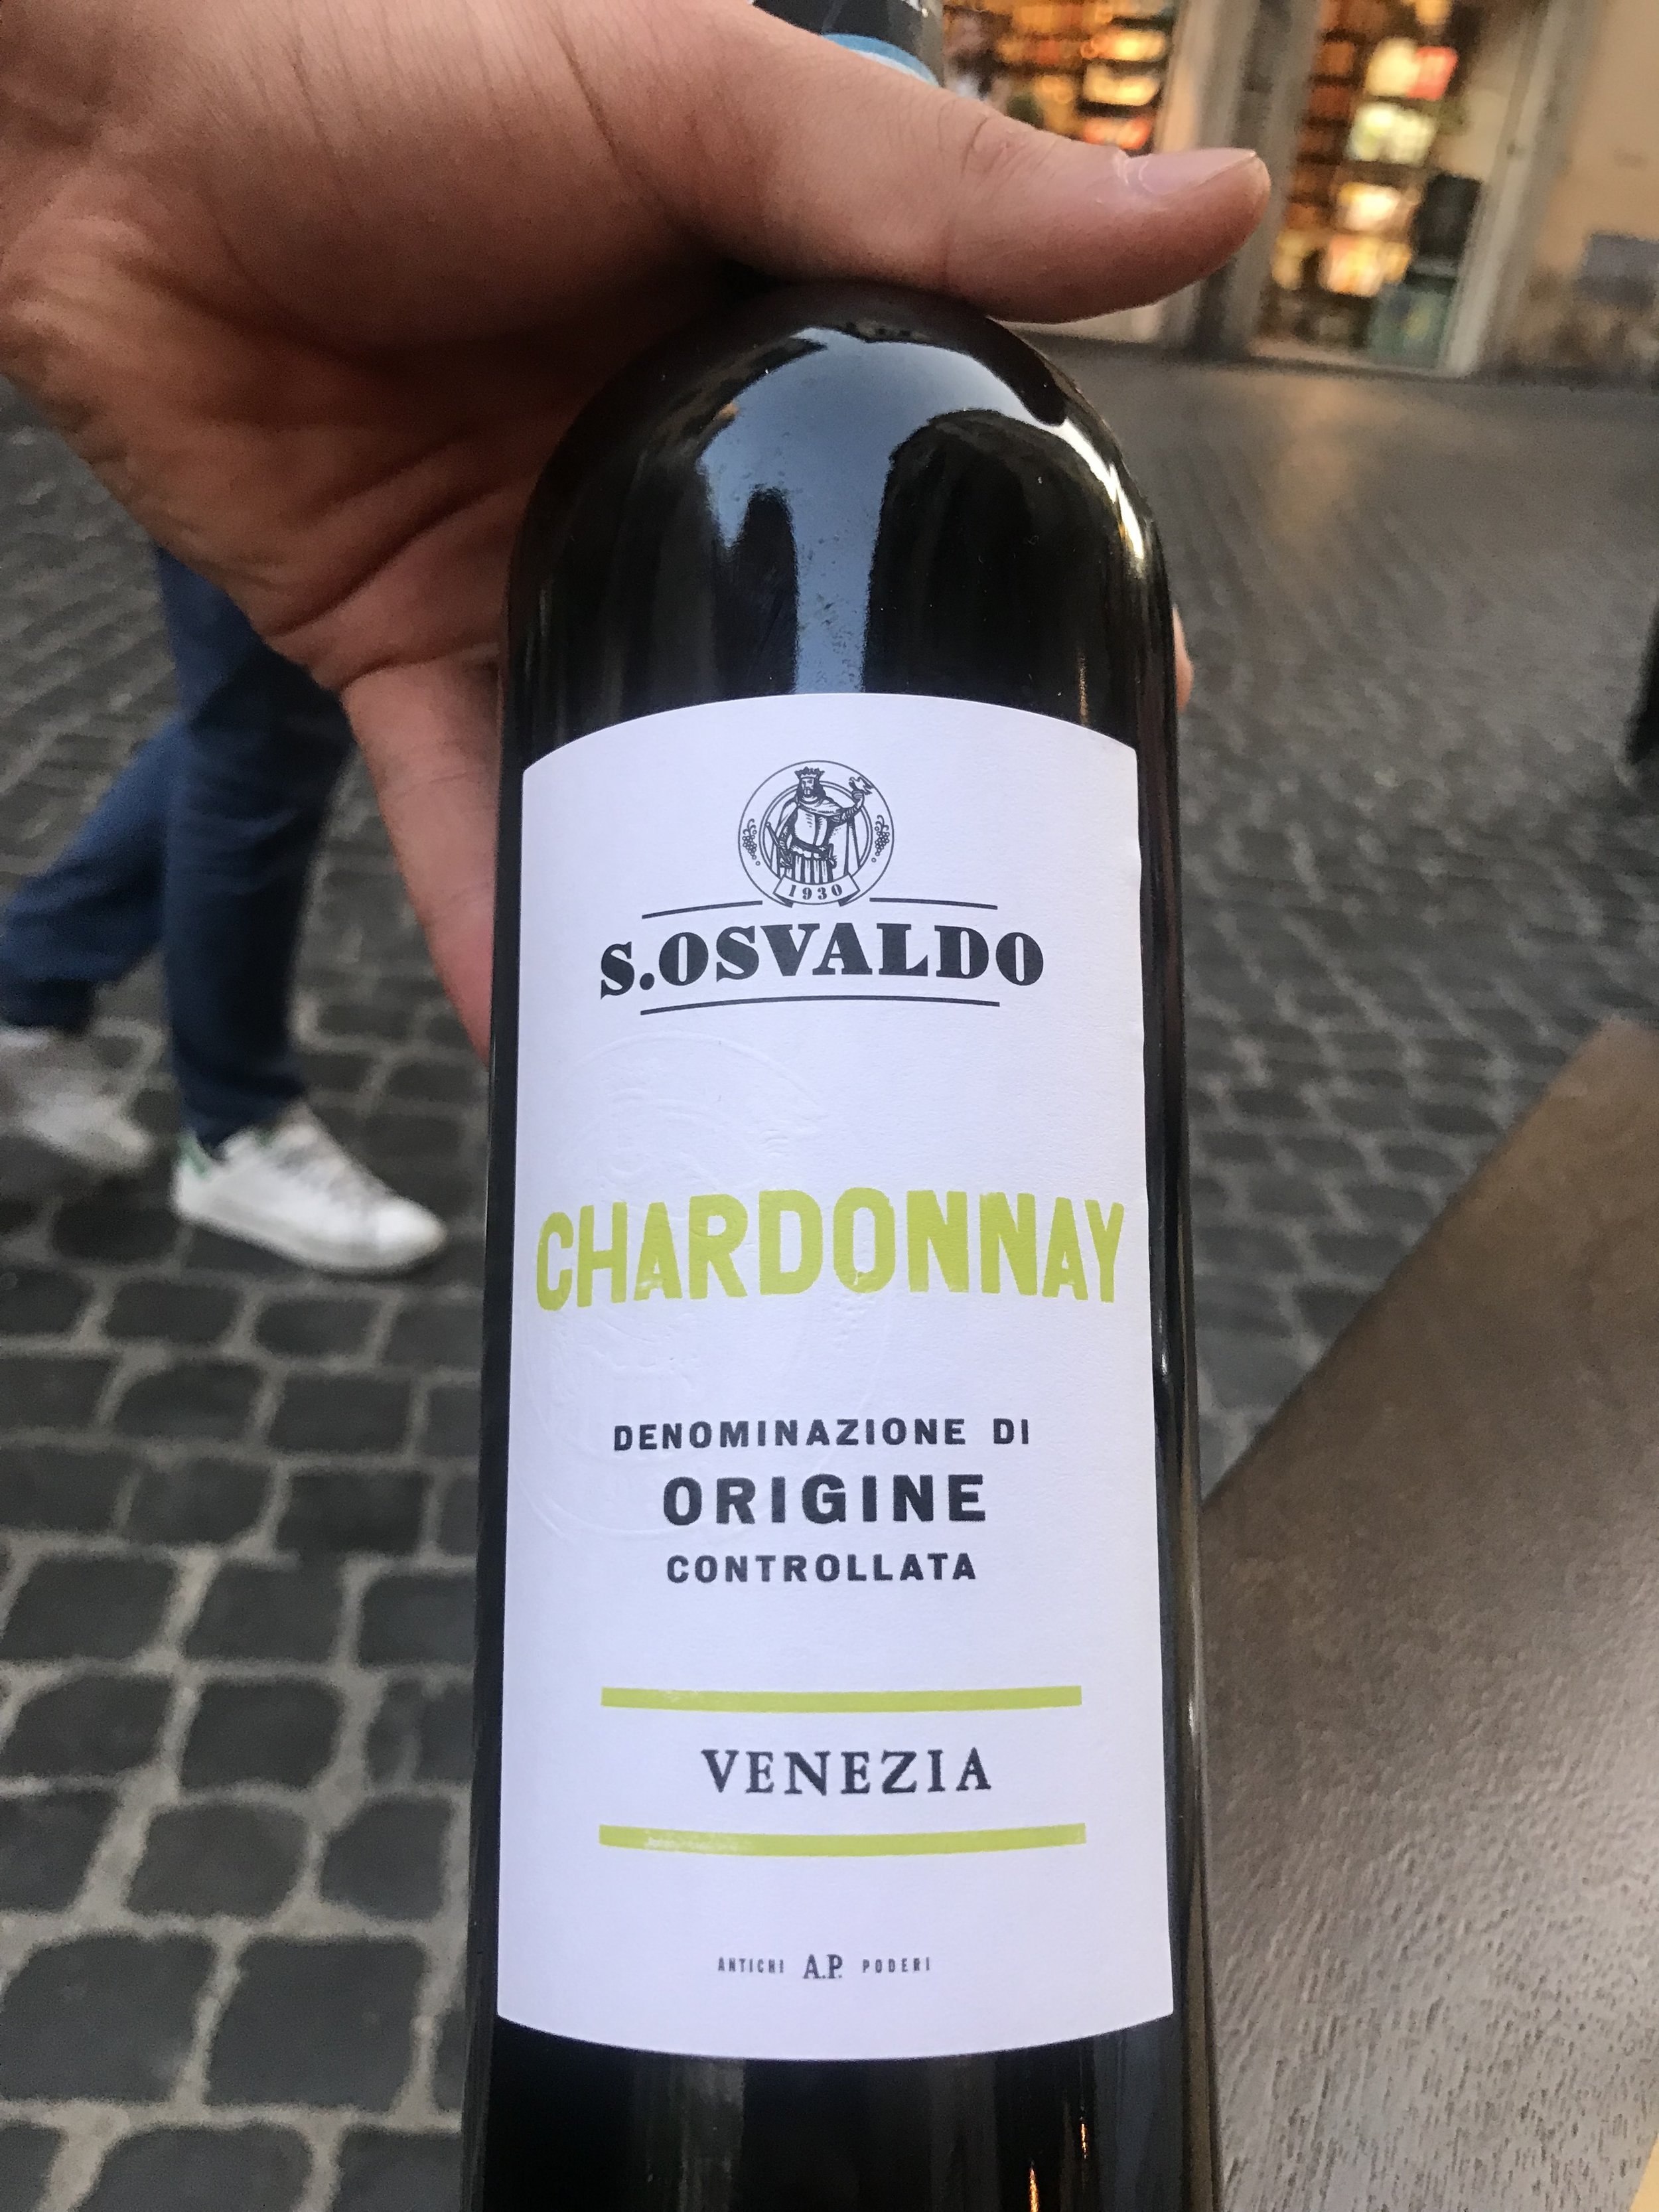 1930
S.OSVALDO
CHARDONNAY
DENOMINAZIONE DI
ORIGINE
CONTROLLATA
VENEZIA
ANTICHI A.P. PODERI